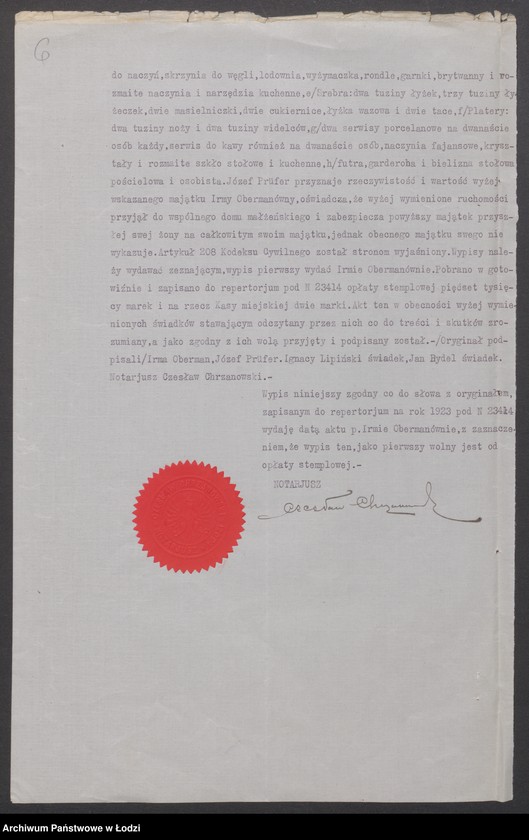 6
do naczyń,skrzynia do węgli,lodownia,wyżymaczka,rondle,garnki,brytwanny i ro-
zmaite naczynia i narzędzia kuchenne,e/Srebra:dwa tuziny łyżek,trzy tuziny ły-
żeczek,dwie masielniczki,dwie cukiernice,łyżka wazowa i dwie tace,f/Platery:
dwa tuziny noży i dwa tuziny widelców,g/dwa serwisy porcelanowe na dwanaście
osób każdy,serwis do kawy również na dwanaście osób,naczynia fajansowe,krysz-
tały i rozmaite szkło stołowe i kuchenne,h/futra,garderoba i bielizna stołowa
pościelowa i osobista.Józef Prüfer przyznaje rzeczywistość i wartość wyżej
wskazanego majątku Irmy Obermanówny,oświadcza,że wyżej wymienione ruchomości
przyjął do wspólnego domu małżeńskiego i zabezpiecza powyższy majątek przysz-
łej swej żony na całkowitym swoim majątku,jednak obecnego majątku swego nie
wykazuje.Artykuł 208 Kodeksu Cywilnego został stronom wyjaśniony.Wypisy nale-
ży wydawać zeznającym,wypis pierwszy wydać Irmie Obermanównie.Pobrano w goto-
wiźnie i zapisano do repertorjum pod N 23414 opłaty stemplowej pięćset tysię-
cy marek i na rzecz Kasy miejskiej dwie marki.Akt ten w obecności wyżej wymie-
nionych świadków stawającym odczytany przez nich co do treści i skutków zro-
zumiany,a jako zgodny z ich wolą przyjęty i podpisany został.-/Oryginał pod-
pisali/Irma Oberman.Józef Prüfer.Ignacy Lipiński świadek,Jan Rydel świadek.
Notarjusz Czesław Chrzanowski.-
Wypis niniejszy zgodny co do słowa z oryginałem,
zapisanym do repertorjum na rok 1923 pod N 23414
wydaję datą aktu p.Irmie Obermanównie,z zaznacze-
niem,że wypis ten,jako pierwszy wolny jest od
opłaty stemplowej.-
NOTARJUSZ
Czesław Chrzanowski
Archiwum Państwowe w Łodzi